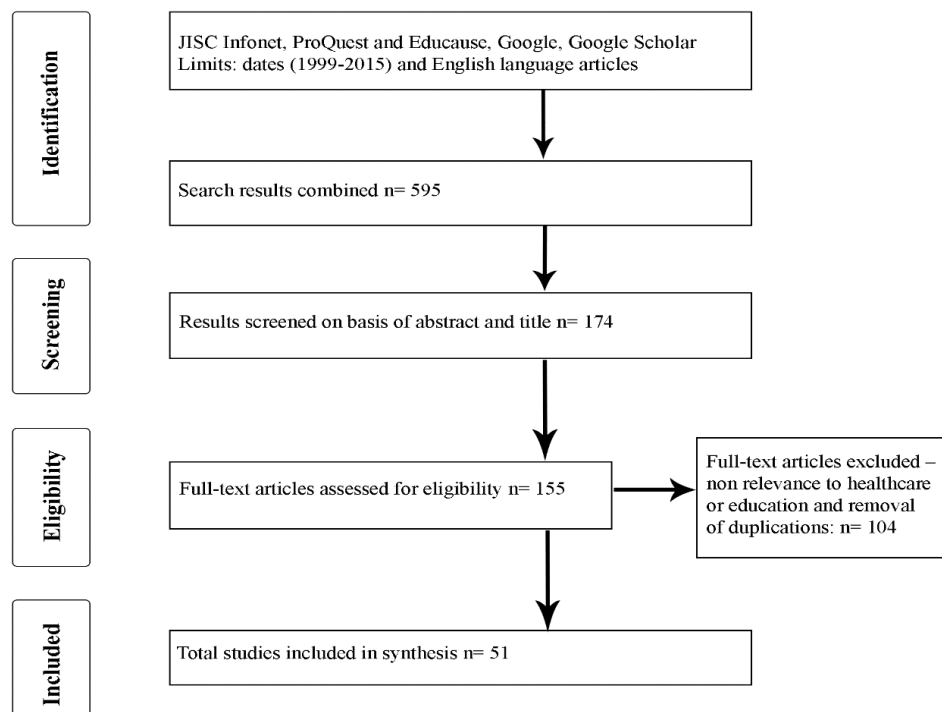 Identification
JISC Infonet, ProQuest and Educause, Google, Google Scholar
Limits: dates (1999-2015) and English language articles
Search results combined n= 595
Screening
Results screened on basis of abstract and title n= 174
Eligibility
Full-text articles assessed for eligibility n= 155
Full-text articles excluded –
non relevance to healthcare
or education and removal
of duplications: n= 104
Included
Total studies included in synthesis n= 51